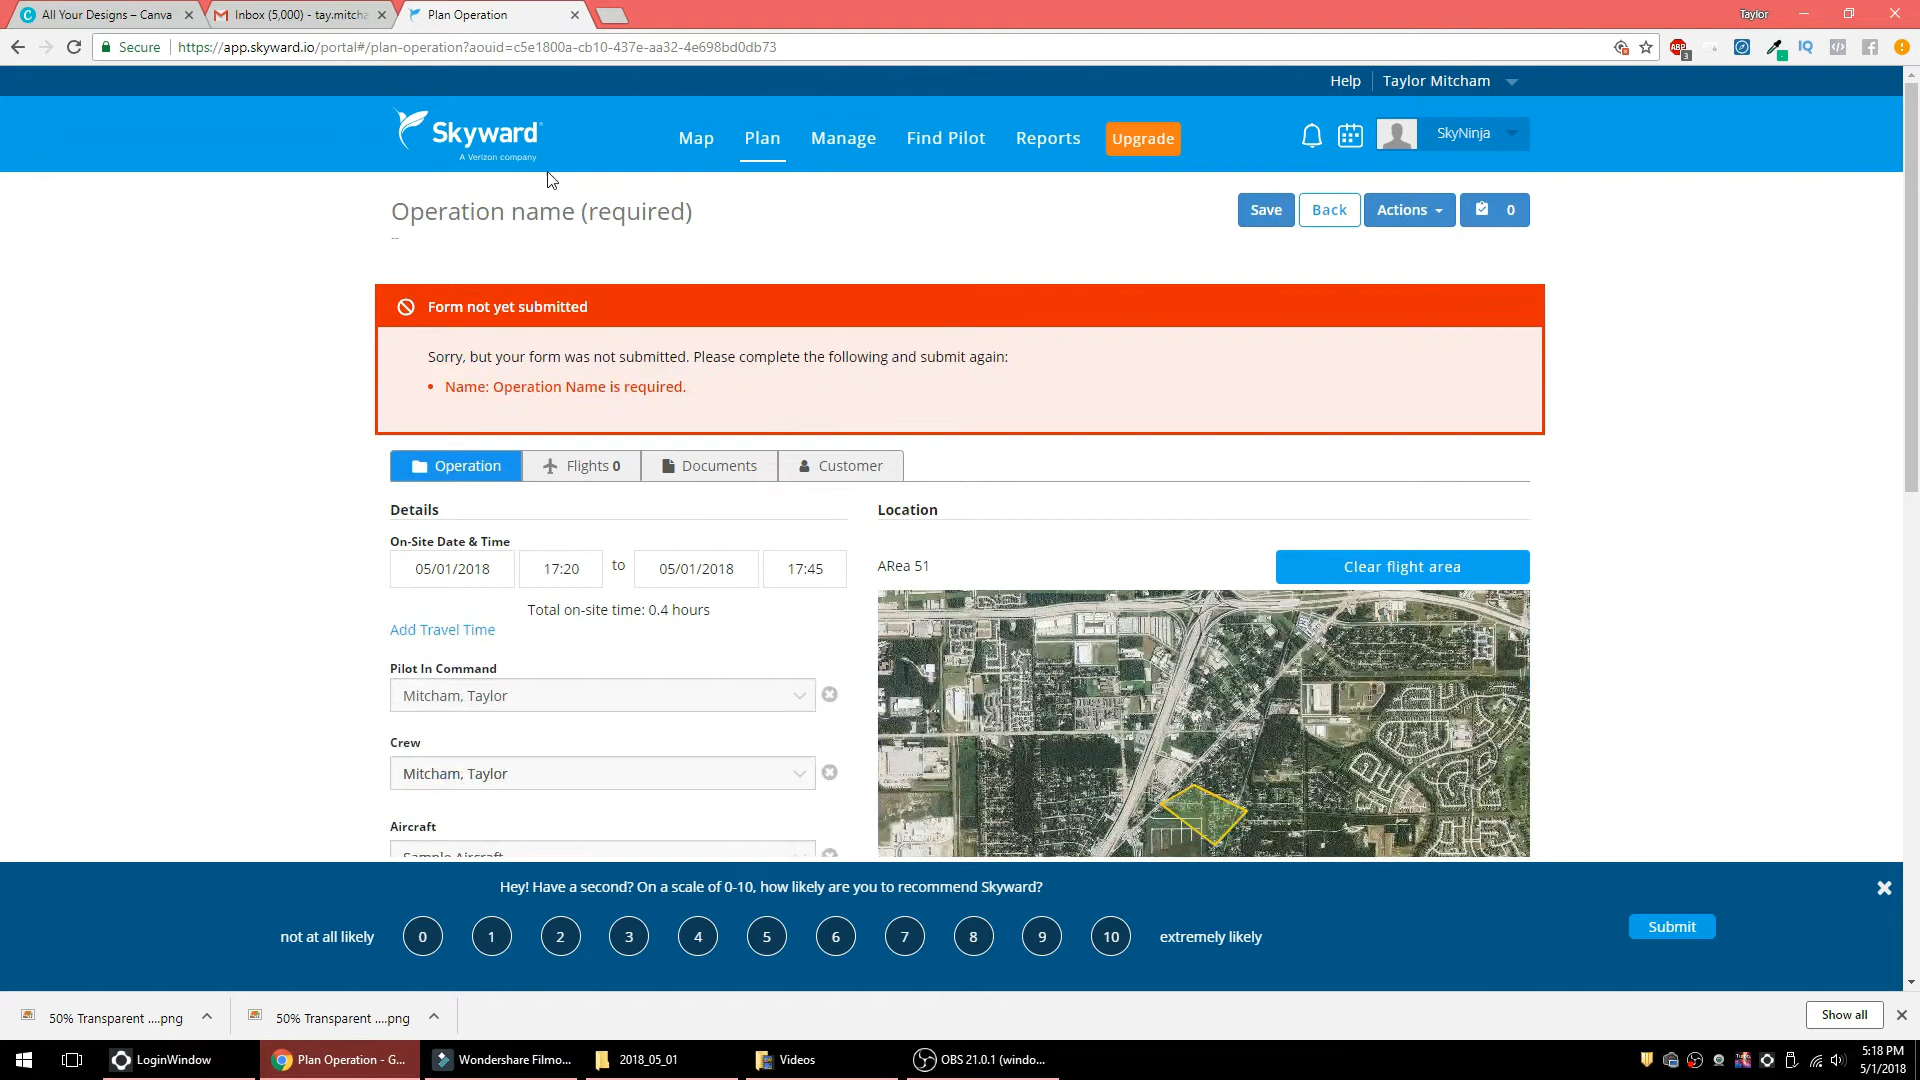 All Your Designs – Canva
Inbox (5,000) - tay.mitcha
Plan Operation
Taylor
Secure
https://app.skyward.io/portal#/plan-operation?aouid=c5e1800a-cb10-437e-aa32-4e698bd0db73
ABP
3
IQ
Help
Taylor Mitcham
Skyward
A Verizon company
Map
Plan
Manage
Find Pilot
Reports
Upgrade
SkyNinja
Operation name (required)
--
Save
Back
Actions
0
Form not yet submitted
Sorry, but your form was not submitted. Please complete the following and submit again:
• Name: Operation Name is required.
Operation
Flights 0
Documents
Customer
Details
Location
On-Site Date & Time
05/01/2018
17:20
to
05/01/2018
17:45
ARea 51
Clear flight area
Total on-site time: 0.4 hours
Add Travel Time
Pilot In Command
Mitcham, Taylor
Crew
Mitcham, Taylor
Aircraft
Sample Aircraft
Hey! Have a second? On a scale of 0-10, how likely are you to recommend Skyward?
not at all likely
0
1
2
3
4
5
6
7
8
9
10
extremely likely
Submit
50% Transparent ....png
50% Transparent ....png
Show all
LoginWindow
Plan Operation - G...
Wondershare Filmo...
2018_05_01
Videos
OBS 21.0.1 (windo...
5:18 PM
5/1/2018